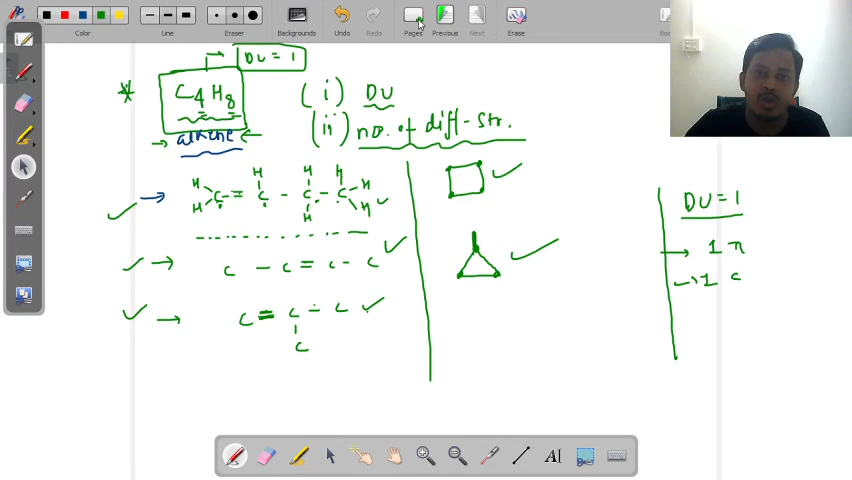 Color
Line
Eraser
Backgrounds
Undo
Redo
Pages
Previous
Next
Erase
DU = 1
* C4H8
alkene
(i) DU
(ii) no. of diff-str.
H H H H
C = C - C - C - H
H H H
C - C = C - C
C = C - C
C
DU = 1
→ 1 π
→ 1 c